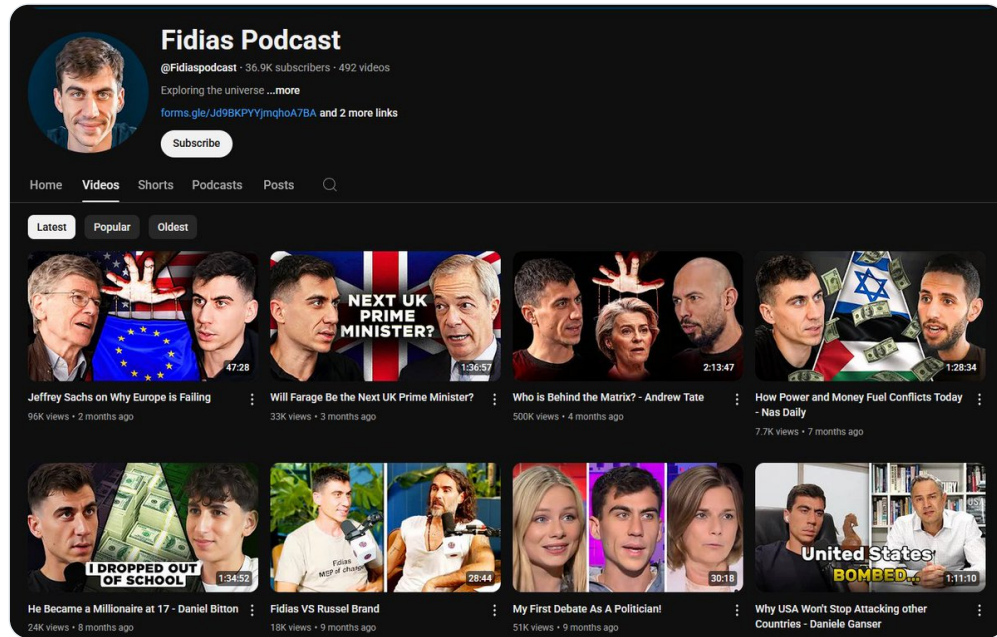 Fidias Podcast
@Fidiaspodcast · 36.9K subscribers · 492 videos
Exploring the universe ...more
forms.gle/Jd9BKPYYjmqhoA7BA and 2 more links
Subscribe
Home Videos Shorts Podcasts Posts
Latest Popular Oldest
47:28
NEXT UK
PRIME
MINISTER?
1:36:57
2:13:47
1:28:34
Jeffrey Sachs on Why Europe is Failing
96K views • 2 months ago
Will Farage Be the Next UK Prime Minister?
33K views • 3 months ago
Who is Behind the Matrix? - Andrew Tate
500K views • 4 months ago
How Power and Money Fuel Conflicts Today
- Nas Daily
7.7K views • 7 months ago
I DROPPED OUT
OF SCHOOL
1:34:52
Fidias
MEP of change
28:44
30:18
United States
BOMBED...
1:11:10
He Became a Millionaire at 17 - Daniel Bitton
24K views • 8 months ago
Fidias VS Russel Brand
18K views • 9 months ago
My First Debate As A Politician!
51K views • 9 months ago
Why USA Won't Stop Attacking other
Countries - Daniele Ganser